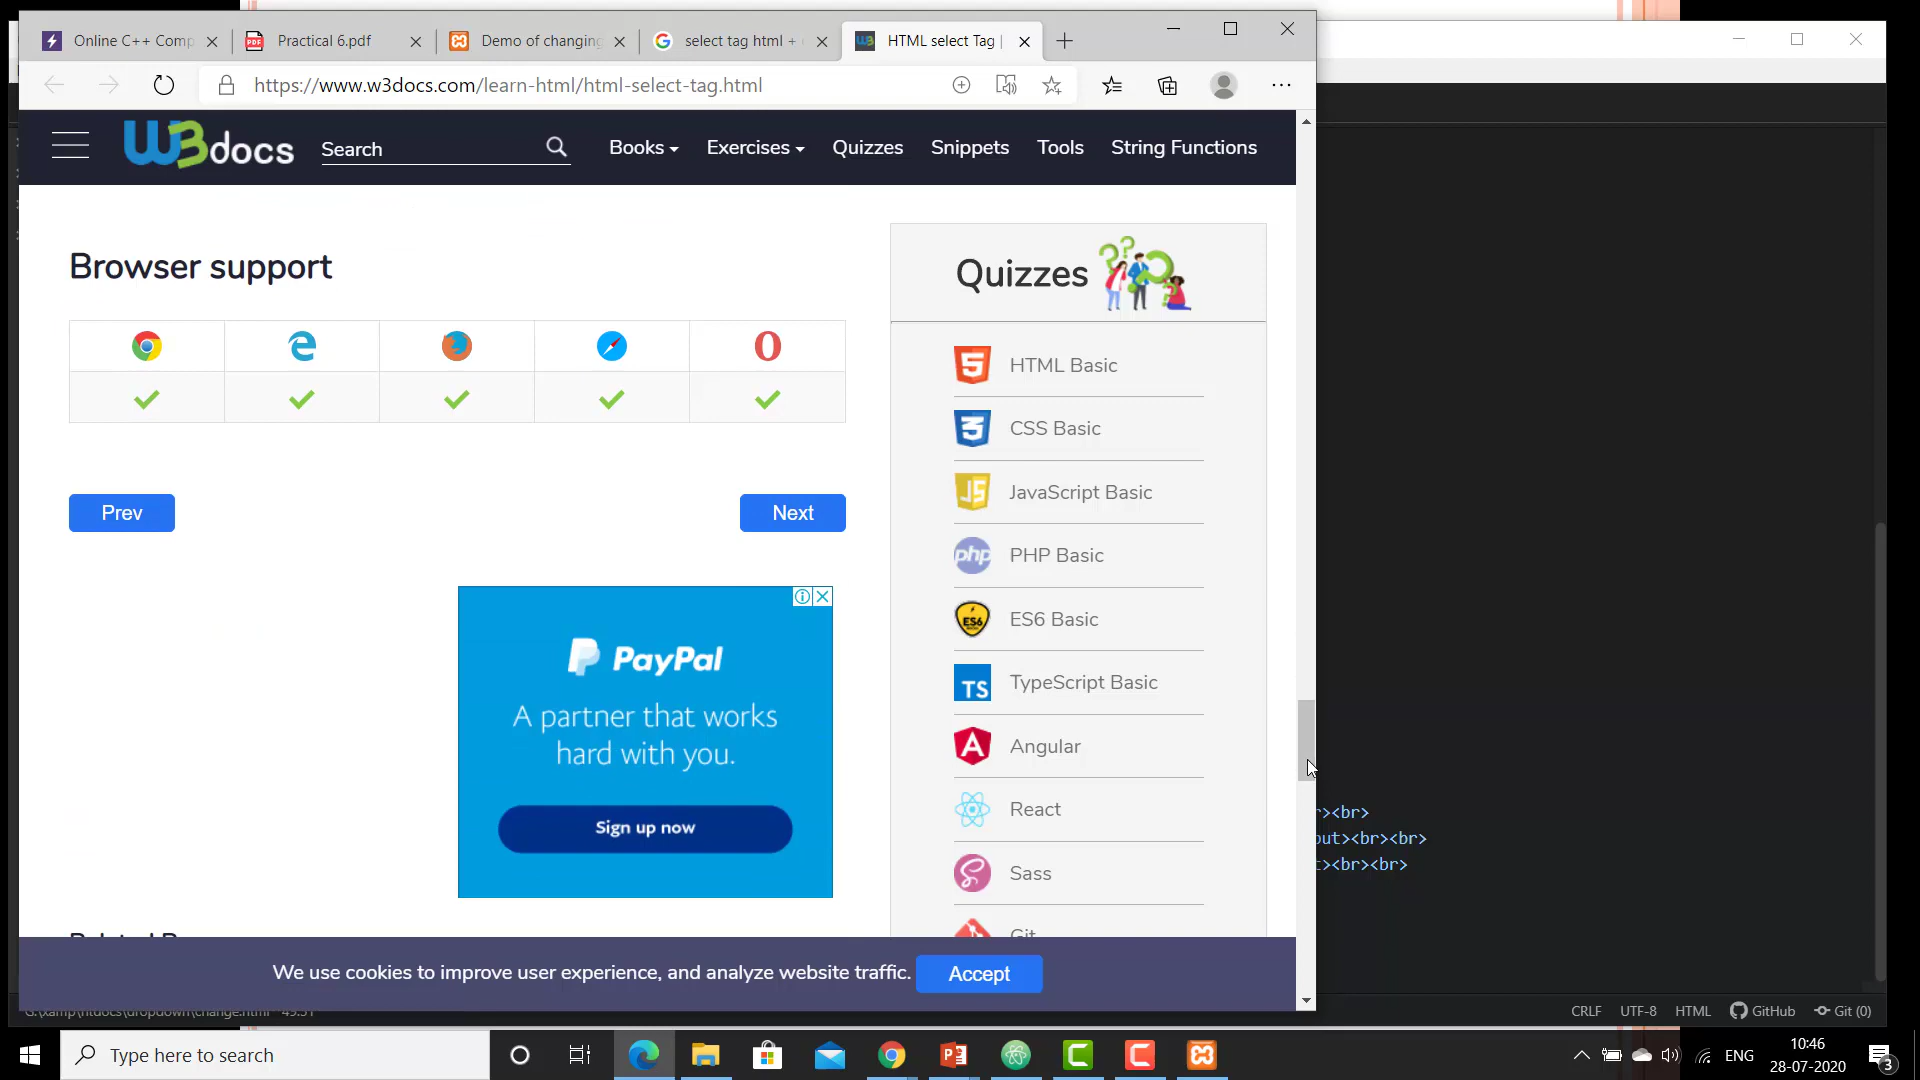 Online C++ Comp
Practical 6.pdf
Demo of changing
select tag html +
HTML select Tag |
https://www.w3docs.com/learn-html/html-select-tag.html
W3docs
Search
Books
Exercises
Quizzes
Snippets
Tools
String Functions
Browser support
Prev
Next
PayPal
A partner that works
hard with you.
Sign up now
Quizzes
HTML Basic
CSS Basic
JavaScript Basic
php PHP Basic
ES6 ES6 Basic
TS TypeScript Basic
Angular
React
Sass
Git
We use cookies to improve user experience, and analyze website traffic.
Accept
><br>
><br><br>
><br><br>
CRLF
UTF-8
HTML
GitHub
Git (0)
Type here to search
ENG
10:46
28-07-2020
3